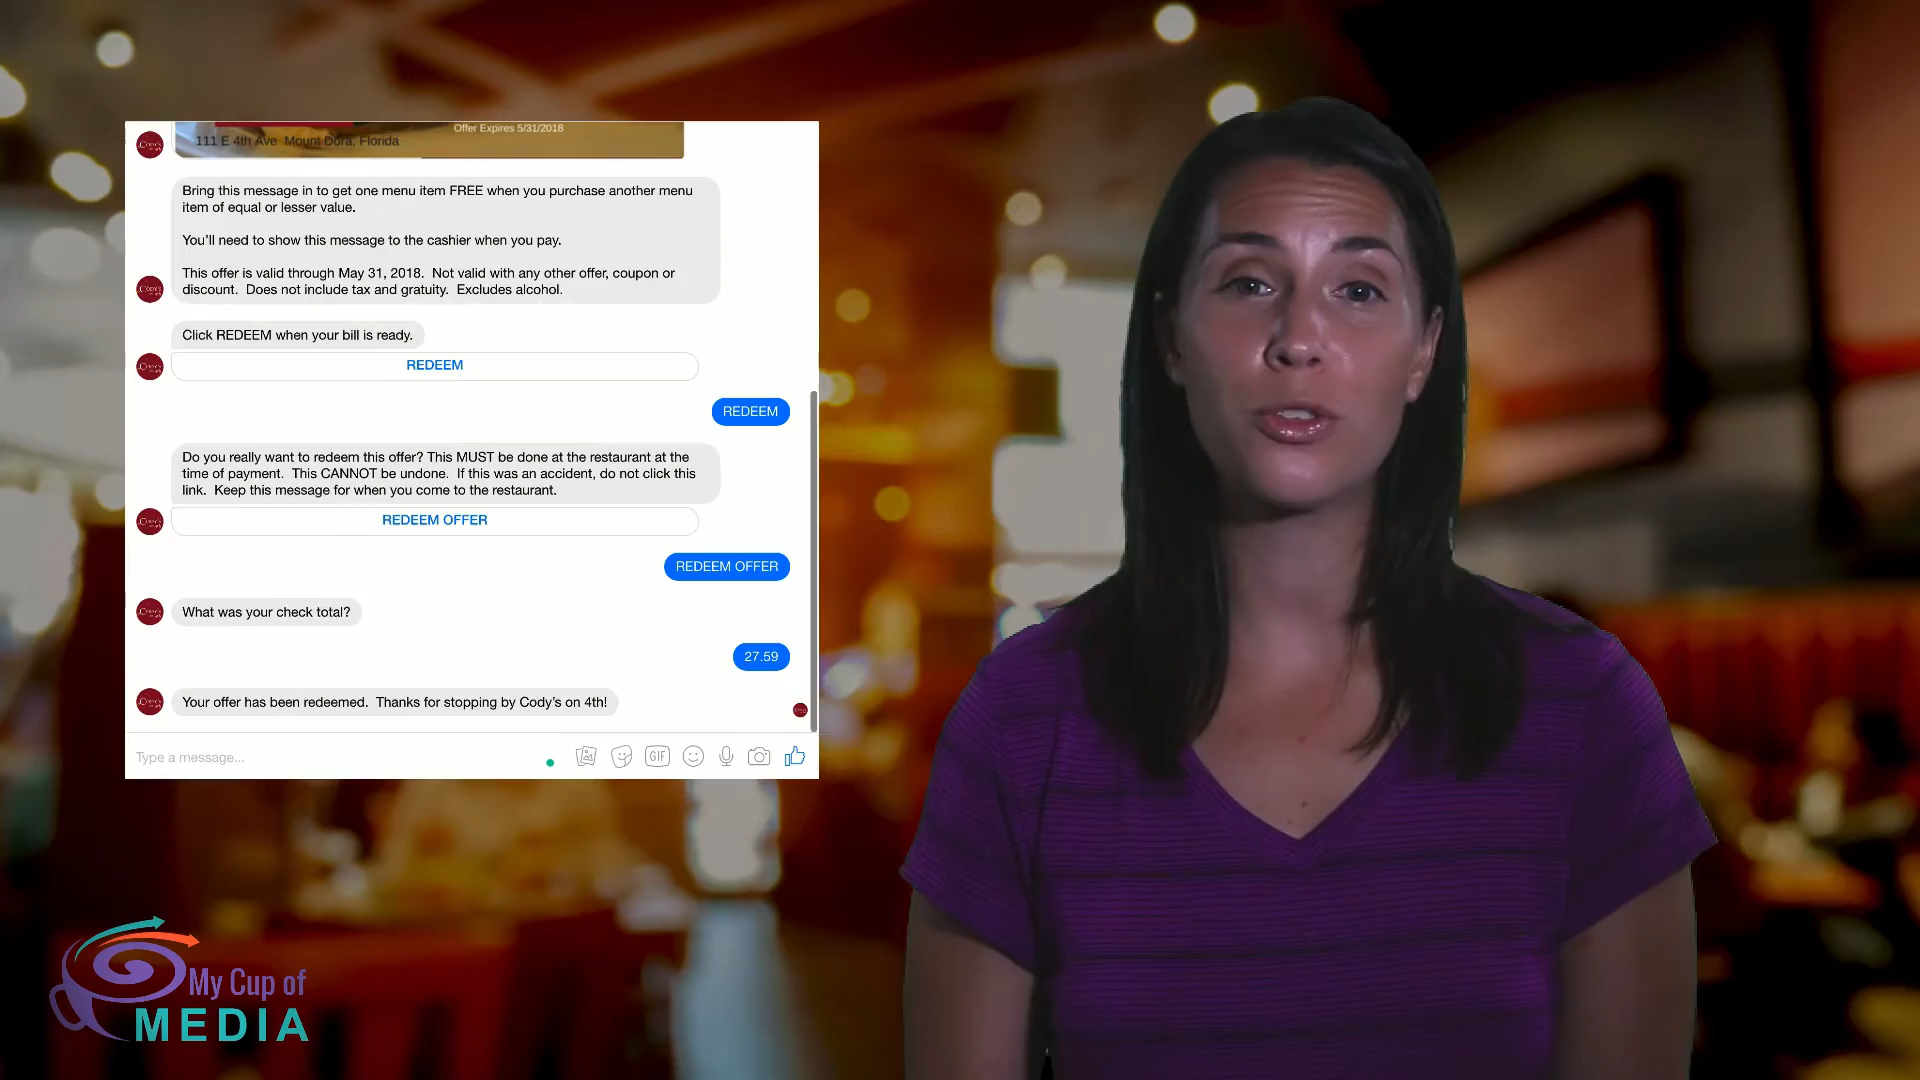 Offer Expires 5/31/2018
111 E 4th Ave  Mount Dora, Florida
Bring this message in to get one menu item FREE when you purchase another menu
item of equal or lesser value.
You'll need to show this message to the cashier when you pay.
This offer is valid through May 31, 2018.  Not valid with any other offer, coupon or
discount.  Does not include tax and gratuity.  Excludes alcohol.
Click REDEEM when your bill is ready.
REDEEM
REDEEM
Do you really want to redeem this offer? This MUST be done at the restaurant at the
time of payment.  This CANNOT be undone.  If this was an accident, do not click this
link.  Keep this message for when you come to the restaurant.
REDEEM OFFER
REDEEM OFFER
What was your check total?
27.59
Your offer has been redeemed.  Thanks for stopping by Cody's on 4th!
Type a message...
GIF
My Cup of
MEDIA